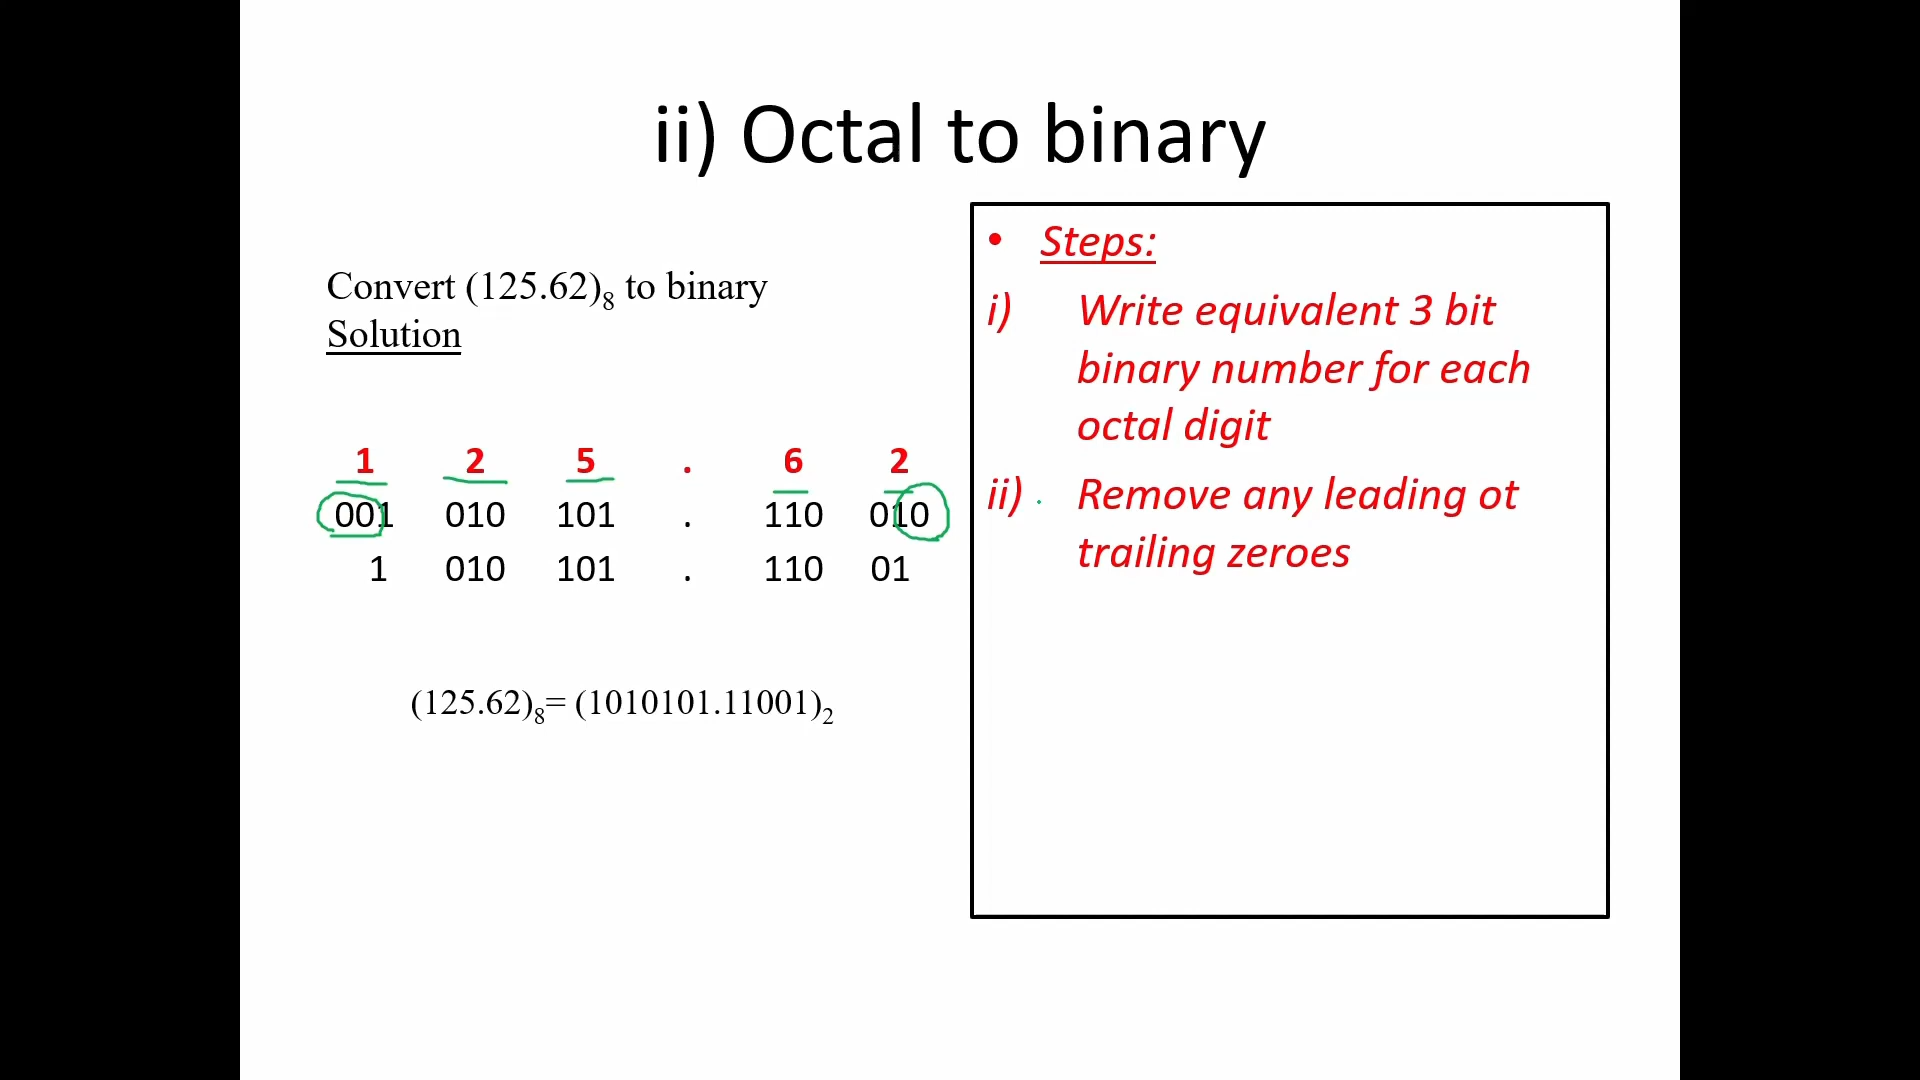 ii) Octal to binary
Convert (125.62)₈ to binary
Solution
1 2 5 . 6 2
001 010 101 . 110 010
1 010 101 . 110 01
(125.62)₈= (1010101.11001)₂
• Steps:
i) Write equivalent 3 bit
binary number for each
octal digit
ii) Remove any leading ot
trailing zeroes